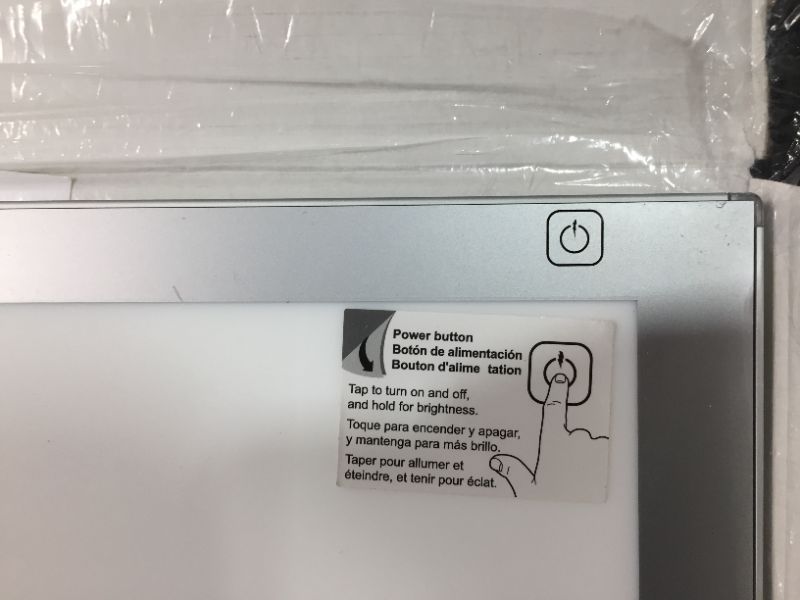 Power button
Botón de alimentación
Bouton d'alime tation
Tap to turn on and off,
and hold for brightness.
Toque para encender y apagar,
y mantenga para más brillo.
Taper pour allumer et
éteindre, et tenir pour éclat.